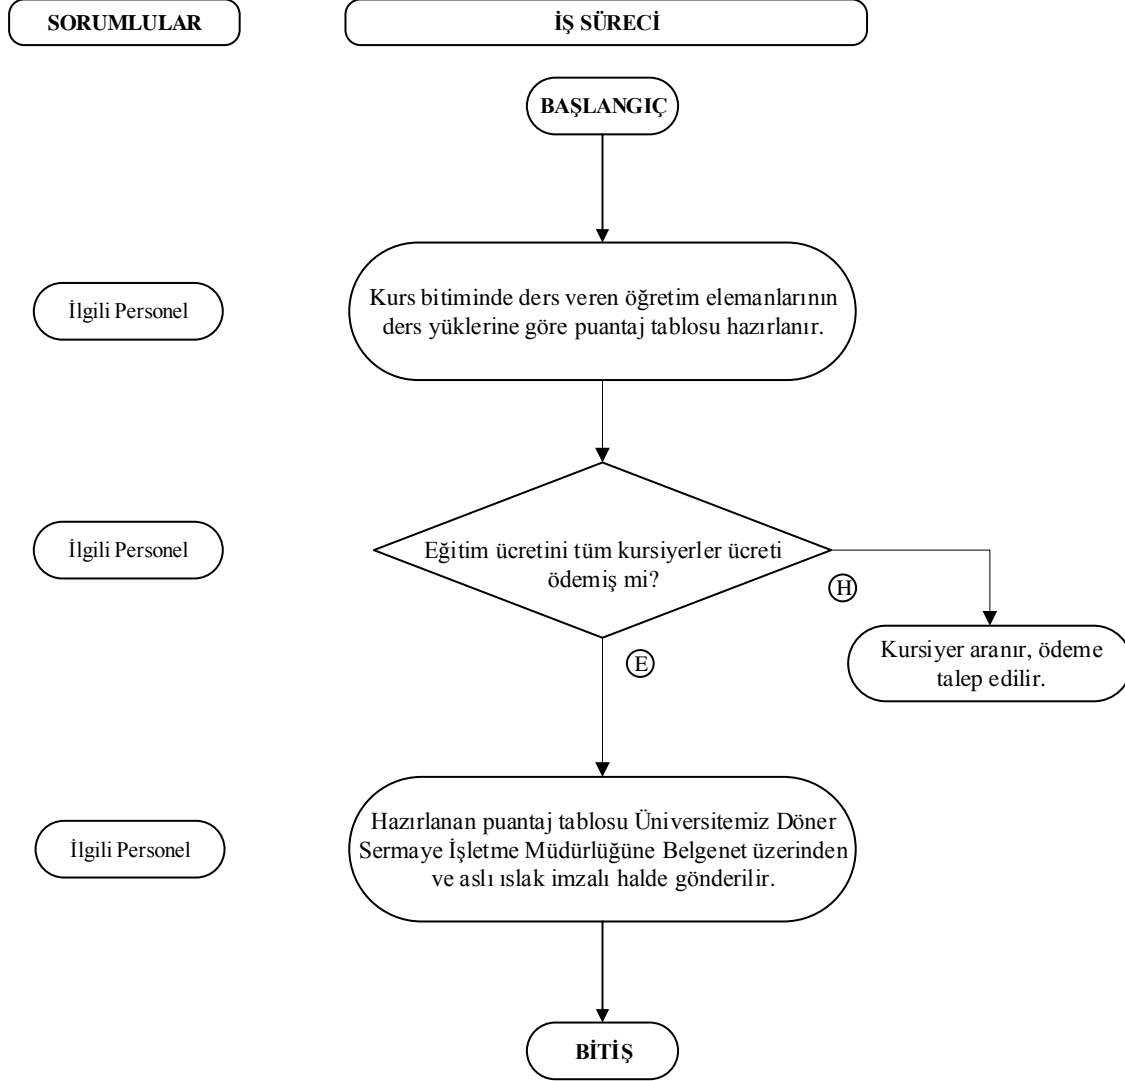 SORUMLULAR
İŞ SÜRECİ
BAŞLANGIÇ
İlgili Personel
Kurs bitiminde ders veren öğretim elemanlarının
ders yüklerine göre puantaj tablosu hazırlanır.
İlgili Personel
Eğitim ücretini tüm kursiyerler ücreti
ödemiş mi?
H
E
Kursiyer aranır, ödeme
talep edilir.
İlgili Personel
Hazırlanan puantaj tablosu Üniversitemiz Döner
Sermaye İşletme Müdürlüğüne Belgenet üzerinden
ve aslı ıslak imzalı halde gönderilir.
BİTİŞ